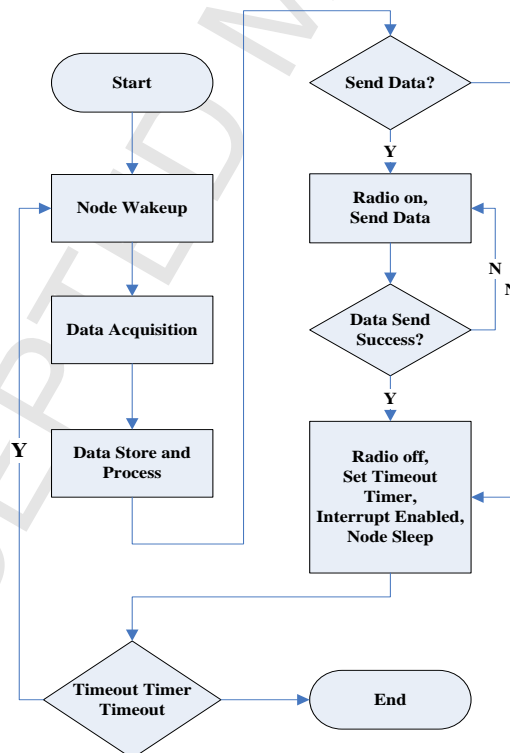 Start
Node Wakeup
Data Acquisition
Data Store and
Process
Send Data?
Y
Radio on,
Send Data
N
Data Send
Success?
Y
Radio off,
Set Timeout
Timer,
Interrupt Enabled,
Node Sleep
Y
Timeout Timer
Timeout
End